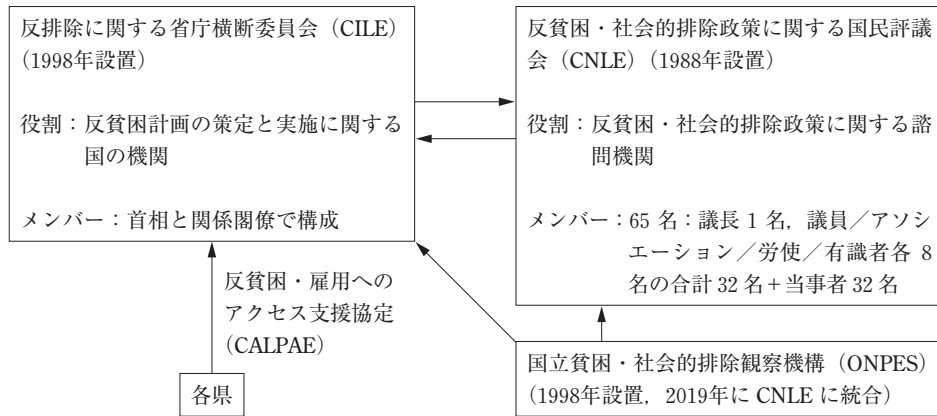 反排除に関する省庁横断委員会（CILE）
（1998年設置）
役割：反貧困計画の策定と実施に関する
国の機関
メンバー：首相と関係閣僚で構成
反貧困・社会的排除政策に関する国民評議
会（CNLE）（1988年設置）
役割：反貧困・社会的排除政策に関する諮
問機関
メンバー：65 名：議長 1 名，議員／アソシ
エーション／労使／有識者各 8
名の合計 32 名＋当事者 32 名
反貧困・雇用への
アクセス支援協定
(CALPAE)
各県
国立貧困・社会的排除観察機構（ONPES）
（1998年設置，2019年に CNLE に統合）